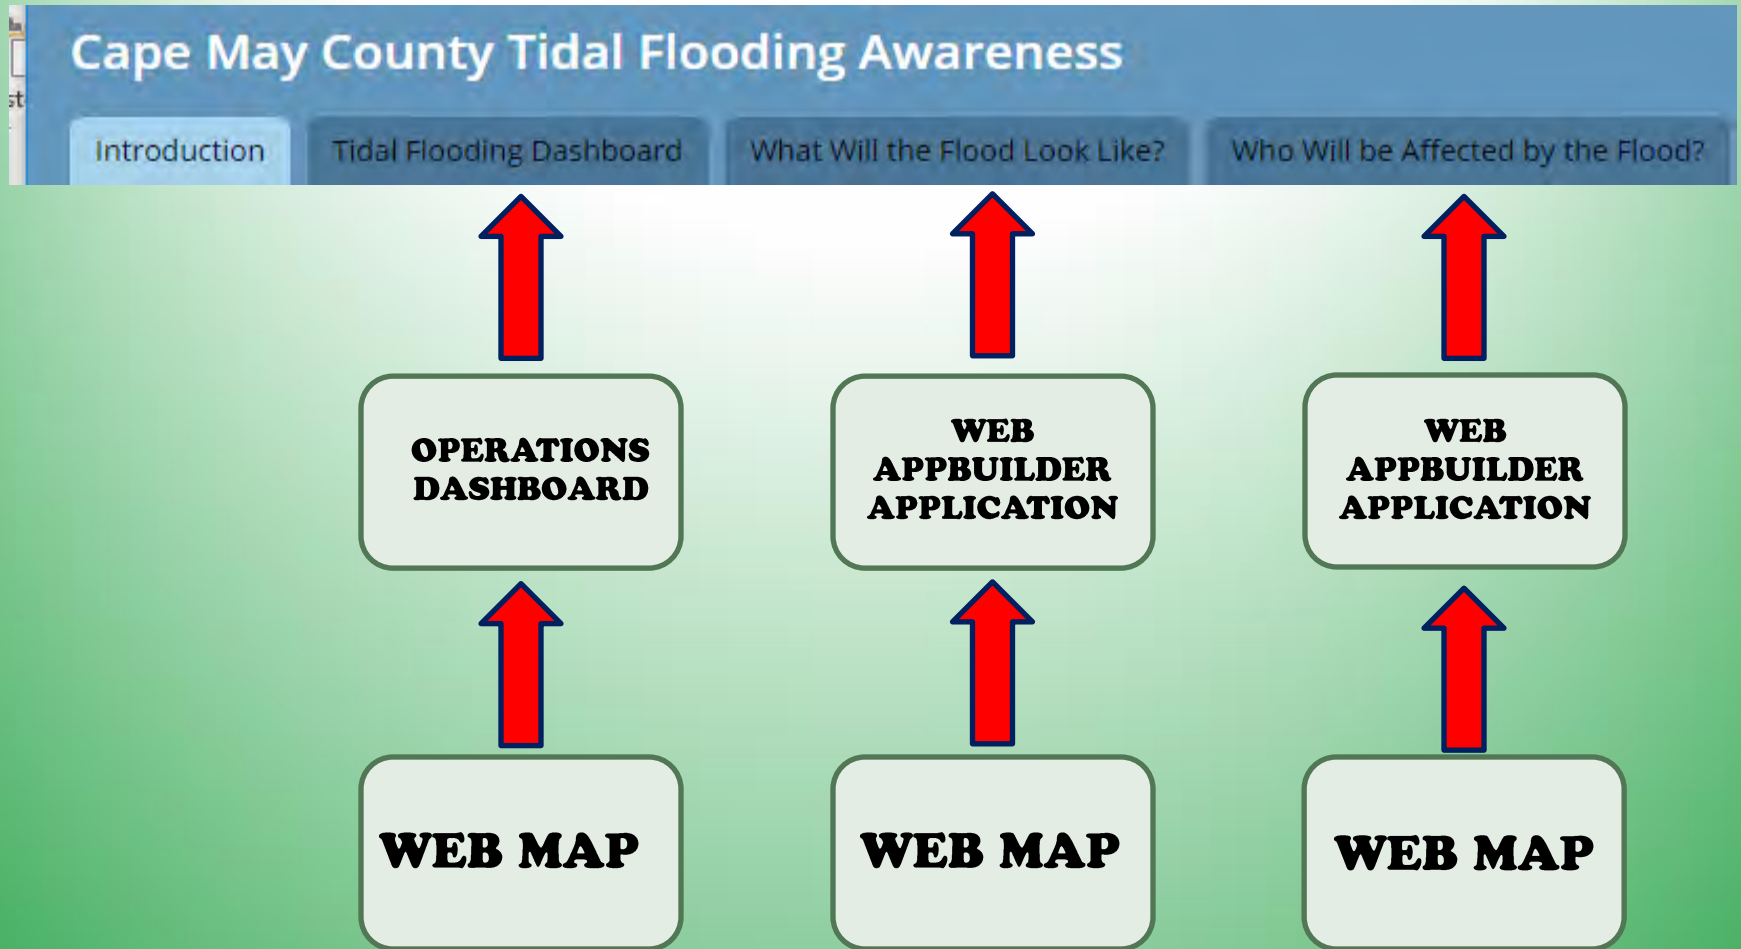 Cape May County Tidal Flooding Awareness
Introduction
Tidal Flooding Dashboard
What Will the Flood Look Like?
Who Will be Affected by the Flood?
OPERATIONS
DASHBOARD
WEB
APPBUILDER
APPLICATION
WEB
APPBUILDER
APPLICATION
WEB MAP
WEB MAP
WEB MAP